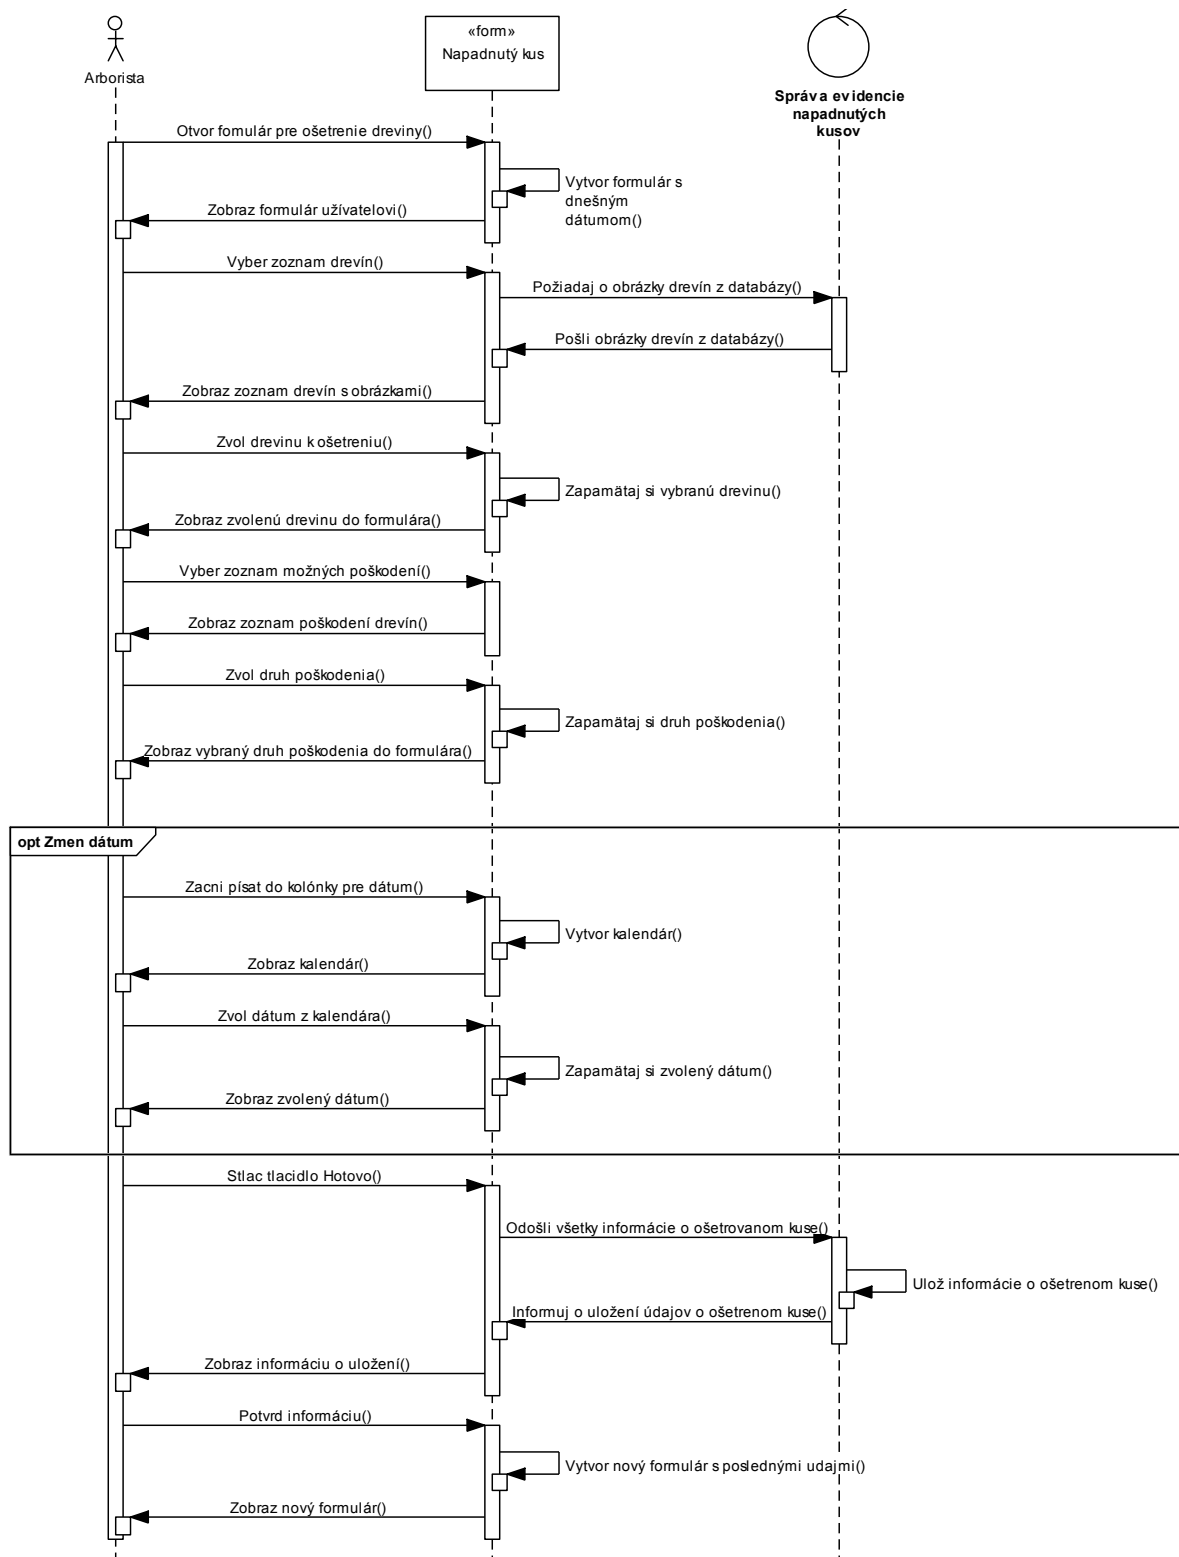 Arborista
«form»
Napadnutý kus
Správa evidencie
napadnutých
kusov
Otvor fomulár pre ošetrenie dreviny()
Vytvor formulár s
dnešným
dátumom()
Zobraz formulár užívatelovi()
Vyber zoznam drevín()
Požiadaj o obrázky drevín z databázy()
Pošli obrázky drevín z databázy()
Zobraz zoznam drevín s obrázkami()
Zvol drevinu k ošetreniu()
Zapamätaj si vybranú drevinu()
Zobraz zvolenú drevinu do formulára()
Vyber zoznam možných poškodení()
Zobraz zoznam poškodení drevín()
Zvol druh poškodenia()
Zapamätaj si druh poškodenia()
Zobraz vybraný druh poškodenia do formulára()
opt Zmen dátum
Zacni písat do kolónky pre dátum()
Vytvor kalendár()
Zobraz kalendár()
Zvol dátum z kalendára()
Zapamätaj si zvolený dátum()
Zobraz zvolený dátum()
Stlac tlacidlo Hotovo()
Odošli všetky informácie o ošetrovanom kuse()
Ulož informácie o ošetrenom kuse()
Informuj o uložení údajov o ošetrenom kuse()
Zobraz informáciu o uložení()
Potvrd informáciu()
Vytvor nový formulár s poslednými udajmi()
Zobraz nový formulár()